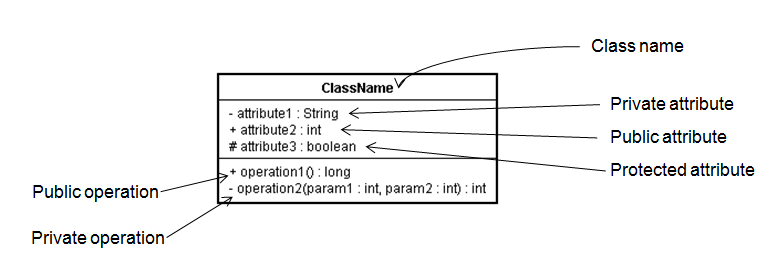 Class name
ClassName
- attribute1 : String
+ attribute2 : int
# attribute3 : boolean
Private attribute
Public attribute
Protected attribute
+ operation1() : long
- operation2(param1 : int, param2 : int) : int
Public operation
Private operation